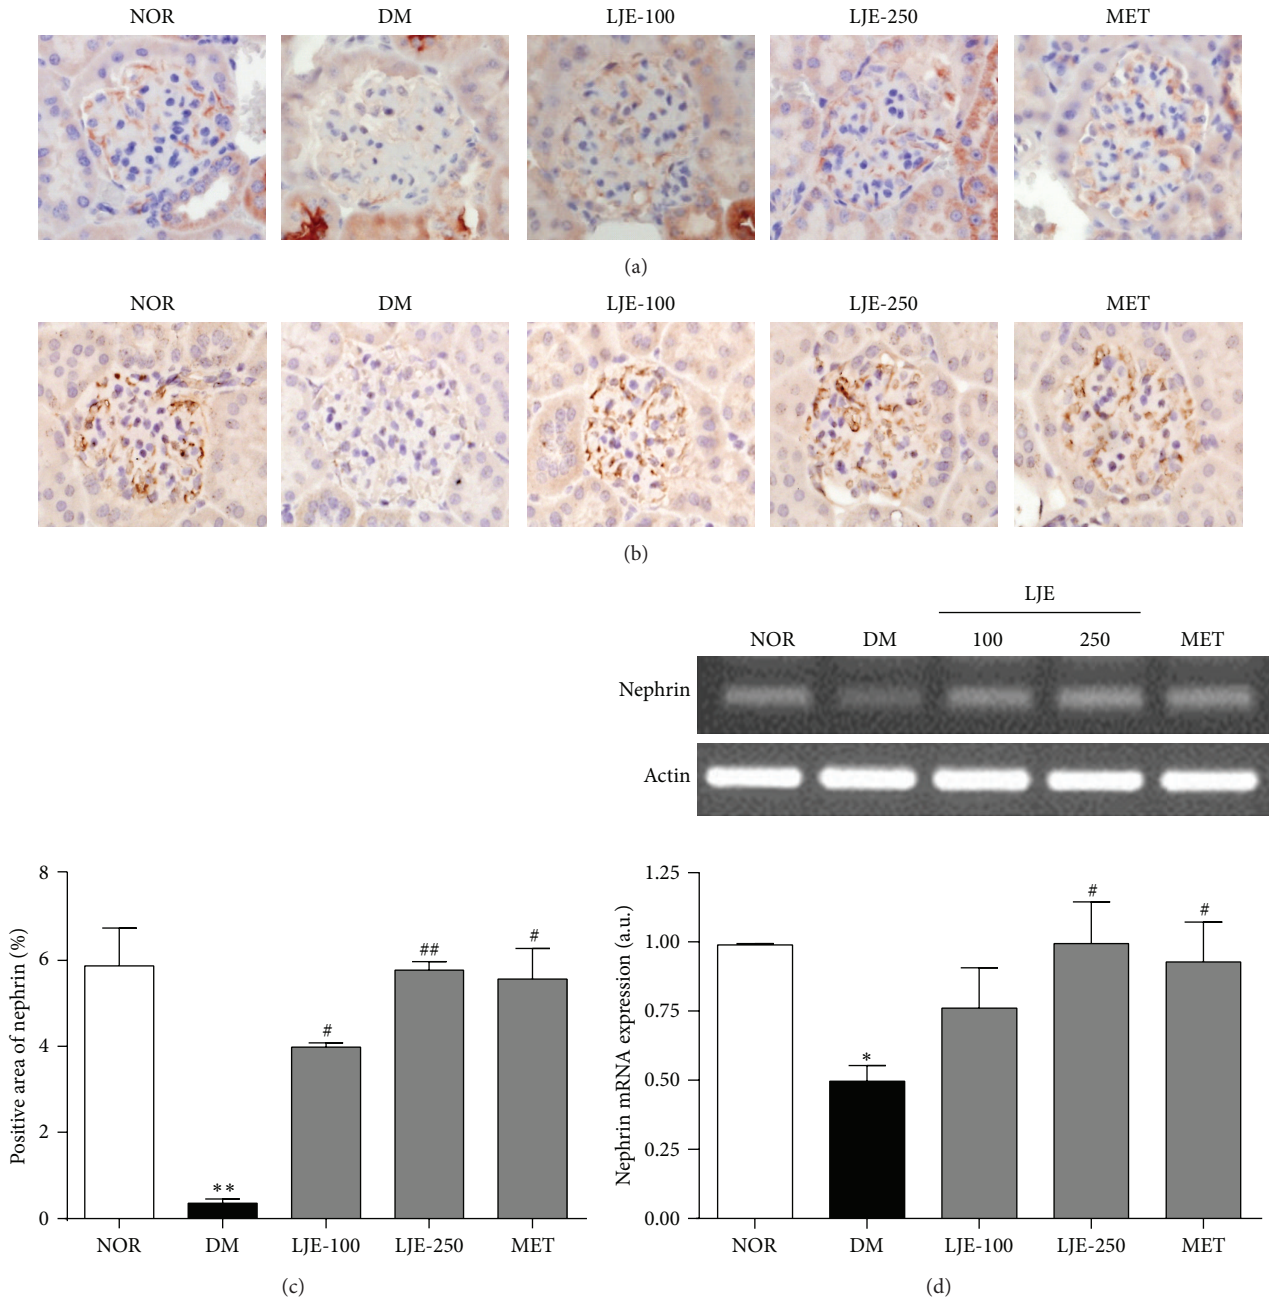 NOR DM LJE-100 LJE-250 MET
(a)
NOR DM LJE-100 LJE-250 MET
(b)
LJE
NOR DM 100 250 MET
Nephrin
Actin
Positive area of nephrin (%)
8
6
4
2
0
##
#
#
**
NOR DM LJE-100 LJE-250 MET
(c)
Nephrin mRNA expression (a.u.)
1.25
1.00
0.75
0.50
0.25
0.00
#
#
*
NOR DM LJE-100 LJE-250 MET
(d)